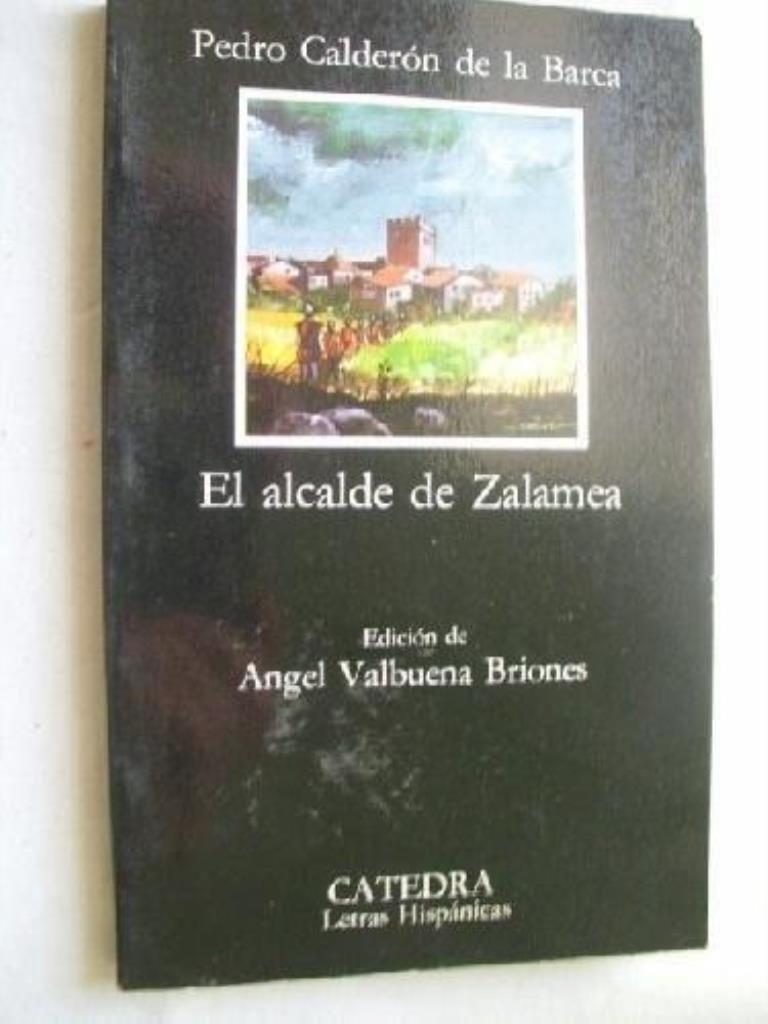 Pedro Calderón de la Barca
El alcalde de Zalamea
Edición de
Angel Valbuena Briones
CATEDRA
Letras Hispánicas